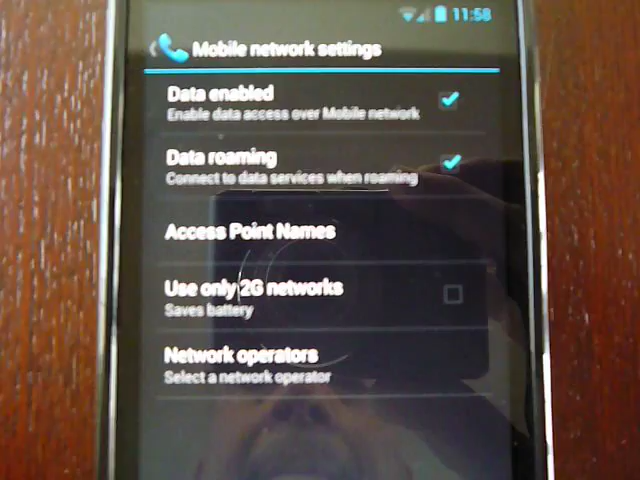 11:58
Mobile network settings
Data enabled
Enable data access over Mobile network
Data roaming
Connect to data services when roaming
Access Point Names
Use only 2G networks
Saves battery
Network operators
Select a network operator